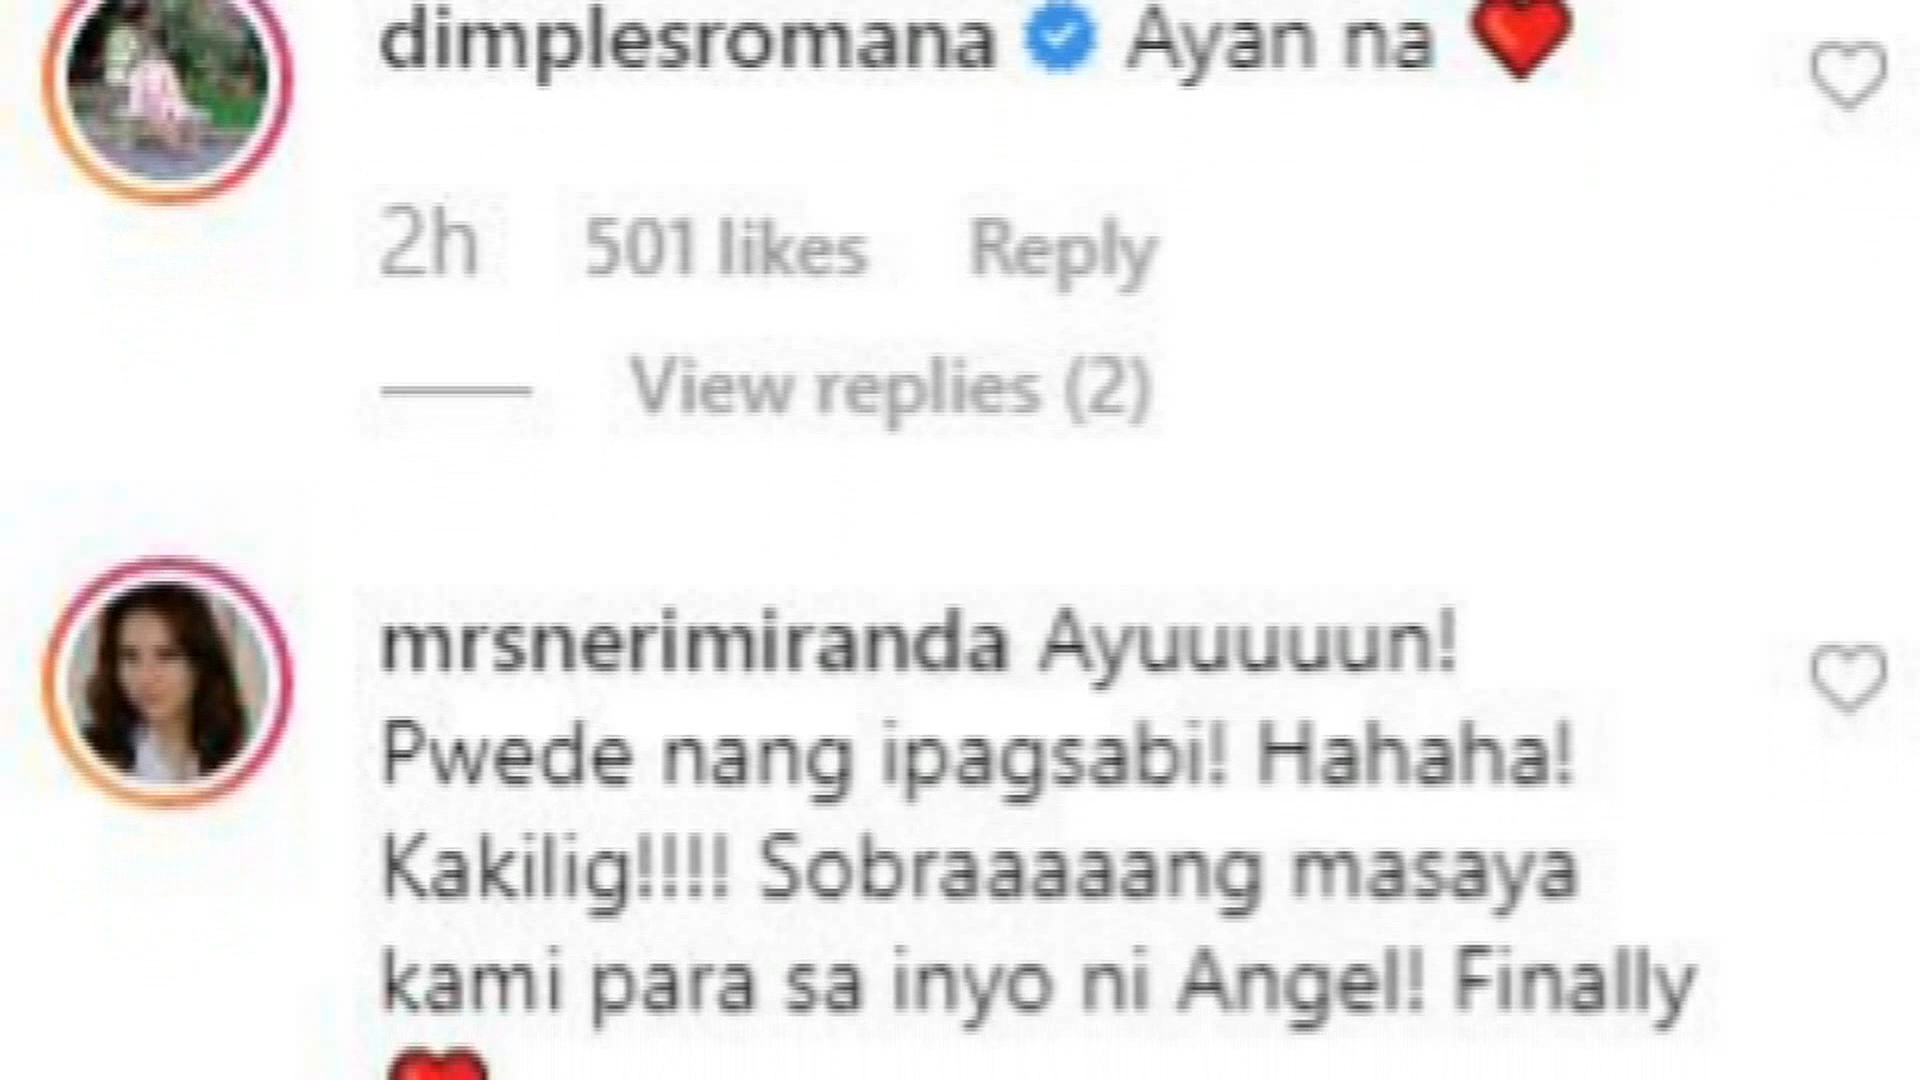 dimplesromana Ayan na ❤️
2h 501 likes Reply
View replies (2)
mrsnerimiranda Ayuuuuun!
Pwede nang ipagsabi! Hahaha!
Kakilig!!!! Sobraaaaaang masaya
kami para sa inyo ni Angel! Finally
❤️